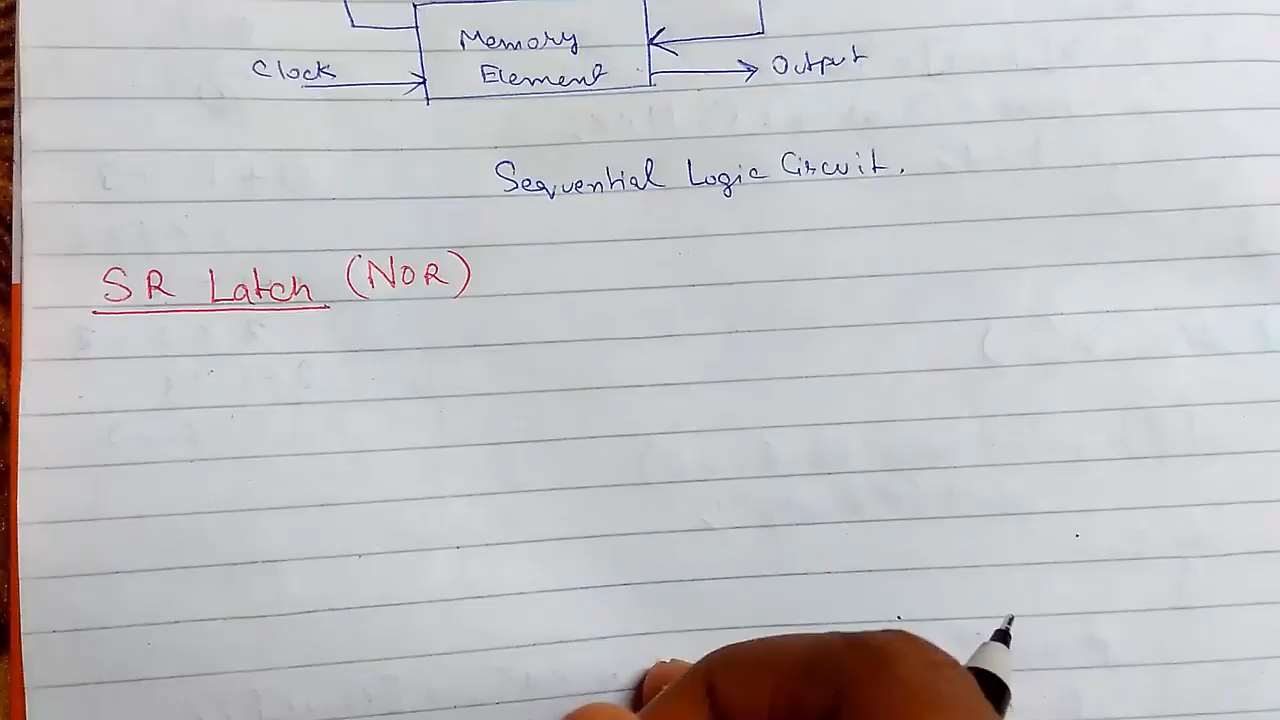 Memory
Element
Clock
Output
Sequential Logic Circuit.
SR Latch (NOR)